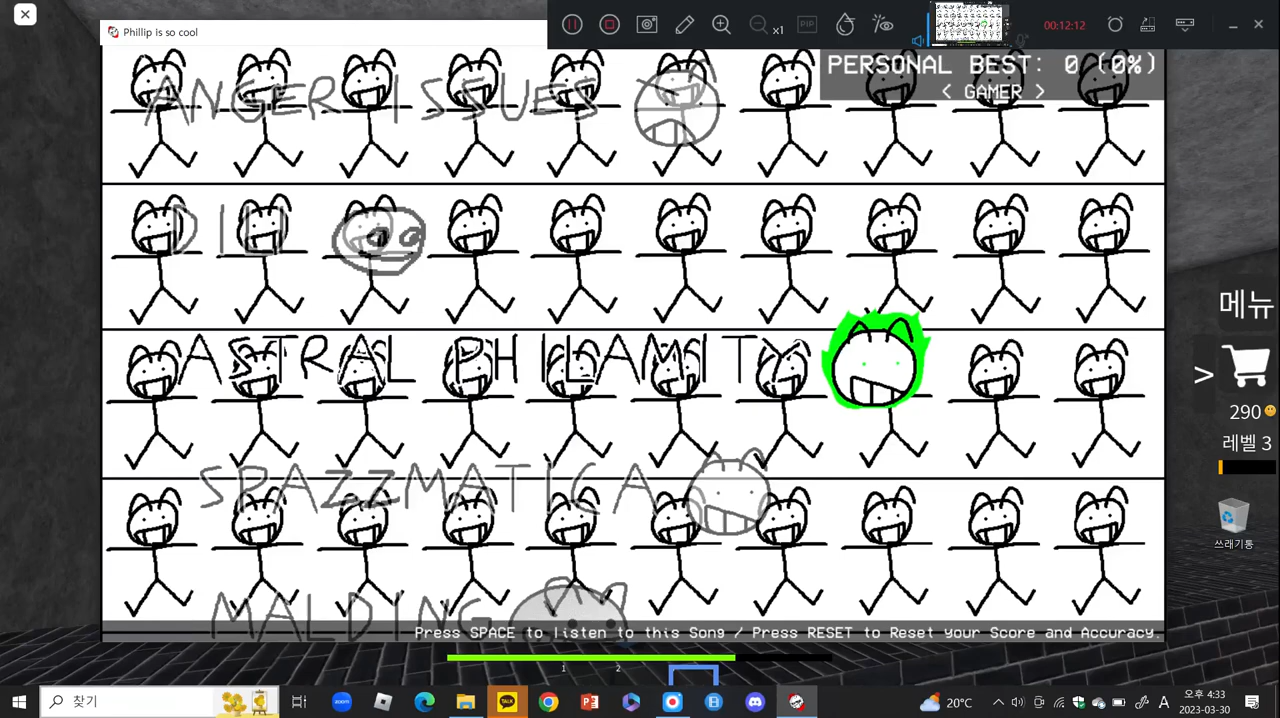 Phillip is so cool
x1
PIP
00:12:12
PERSONAL BEST: 0 (0%)
< GAMER >
ANGER ISSUES
DIU
ASTRAL PHILAMITY
SPAZZMATICA
MALDING
Press SPACE to listen to this Song / Press RESET to Reset your Score and Accuracy.
메뉴
>
290
레벨 3
쓰레기통
1
2
찾기
zoom
TALK
20°C
A
오후 4:33
2023-03-30